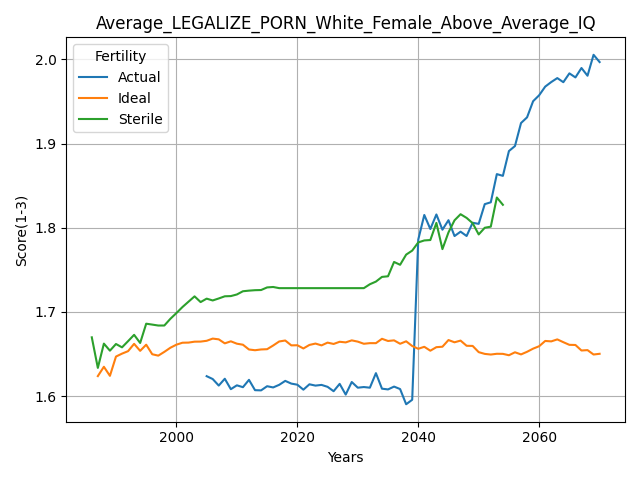 Average_LEGALIZE_PORN_White_Female_Above_Average_IQ
Fertility
Actual
Ideal
Sterile
Score(1-3)
2.0
1.9
1.8
1.7
1.6
2000
2020
2040
2060
Years